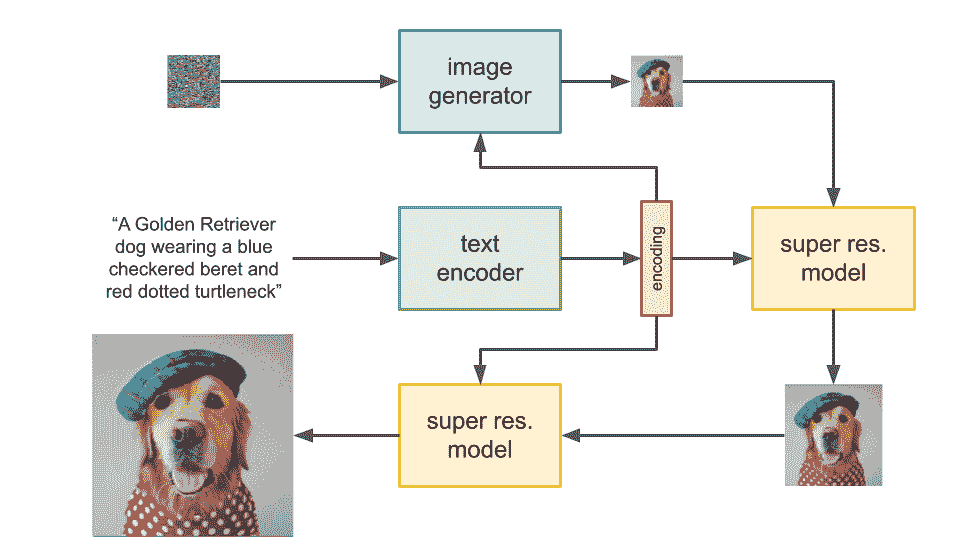 image
generator
“A Golden Retriever
dog wearing a blue
checkered beret and
red dotted turtleneck”
text
encoder
encoding
super res.
model
super res.
model